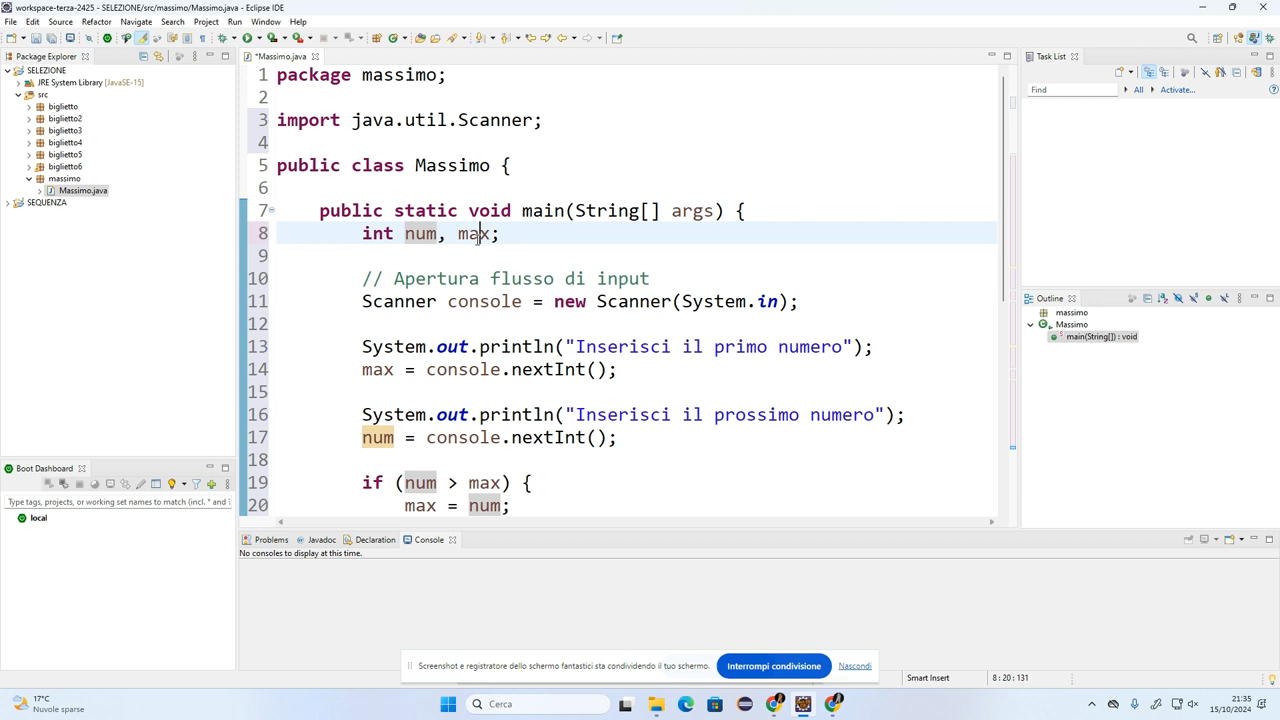 workspace-terza-2425 - SELEZIONE/src/massimo/Massimo.java - Eclipse IDE
File Edit Source Refactor Navigate Search Project Run Window Help
Package Explorer
*Massimo.java
Task List
SELEZIONE
JRE System Library [JavaSE-15]
src
biglietto
biglietto2
biglietto3
biglietto4
biglietto5
biglietto6
massimo
Massimo.java
SEQUENZA
1 package massimo;
2
3 import java.util.Scanner;
4
5 public class Massimo {
6
7 public static void main(String[] args) {
8 int num, max;
9
10 // Apertura flusso di input
11 Scanner console = new Scanner(System.in);
12
13 System.out.println("Inserisci il primo numero");
14 max = console.nextInt();
15
16 System.out.println("Inserisci il prossimo numero");
17 num = console.nextInt();
18
19 if (num > max) {
20 max = num;
Find
All
Activate...
Outline
massimo
Massimo
main(String[]) : void
Boot Dashboard
Type tags, projects, or working set names to match (incl. * and
local
Problems Javadoc Declaration Console
No consoles to display at this time.
Screenshot e registratore dello schermo fantastici sta condividendo il tuo schermo. Interrompi condivisione Nascondi
Smart Insert 8 : 20 : 131
17°C
Nuvole sparse
Cerca
21:35
15/10/2024